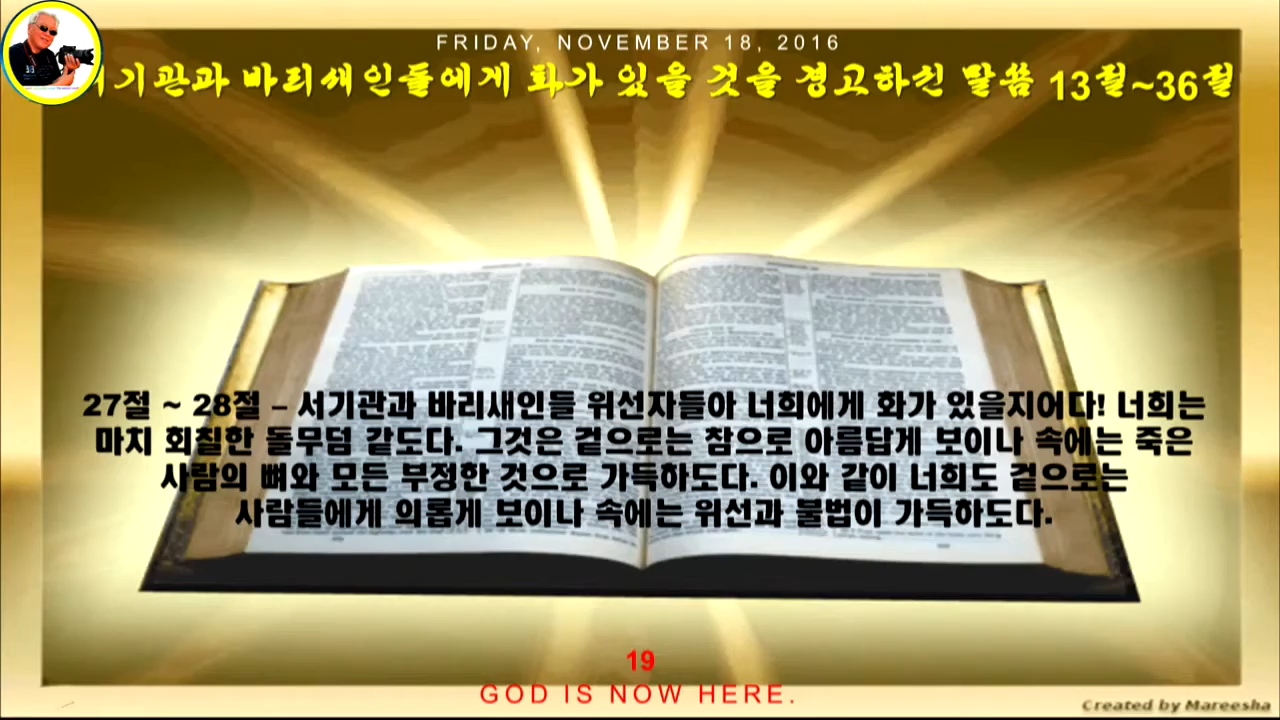 FRIDAY, NOVEMBER 18, 2016
서기관과 바리새인들에게 화가 있을 것을 경고하신 말씀 13절~36절
27절 ~ 28절 – 서기관과 바리새인들 위선자들아 너희에게 화가 있을지어다! 너희는
마치 회칠한 돌무덤 같도다. 그것은 겉으로는 참으로 아름답게 보이나 속에는 죽은
사람의 뼈와 모든 부정한 것으로 가득하도다. 이와 같이 너희도 겉으로는
사람들에게 의롭게 보이나 속에는 위선과 불법이 가득하도다.
19
GOD IS NOW HERE.
Created by Mareesha